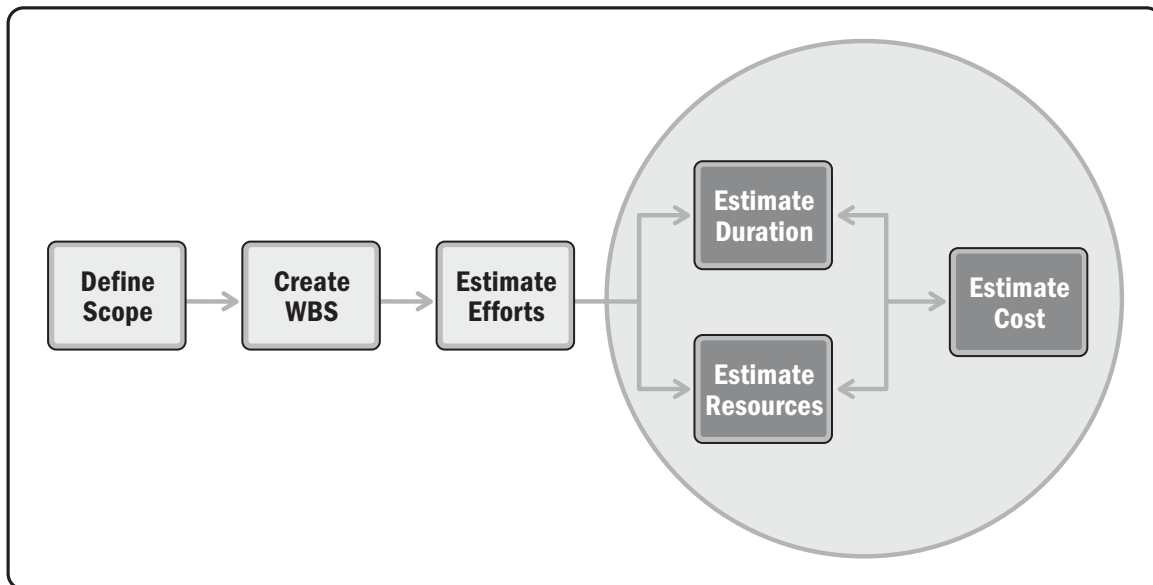 Define
Scope
Create
WBS
Estimate
Efforts
Estimate
Duration
Estimate
Resources
Estimate
Cost